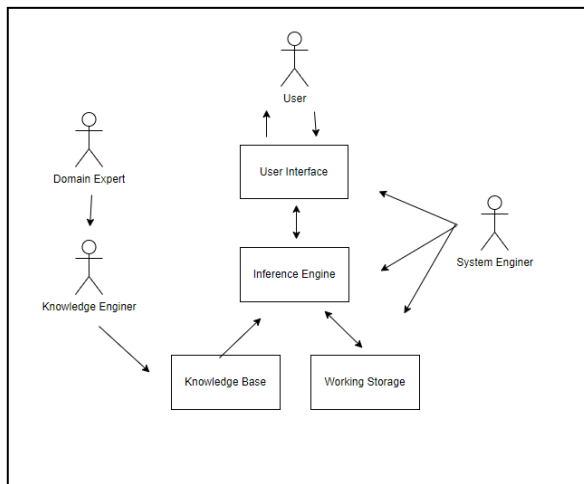 User
Domain Expert
User Interface
System Enginer
Inference Engine
Knowledge Enginer
Knowledge Base
Working Storage